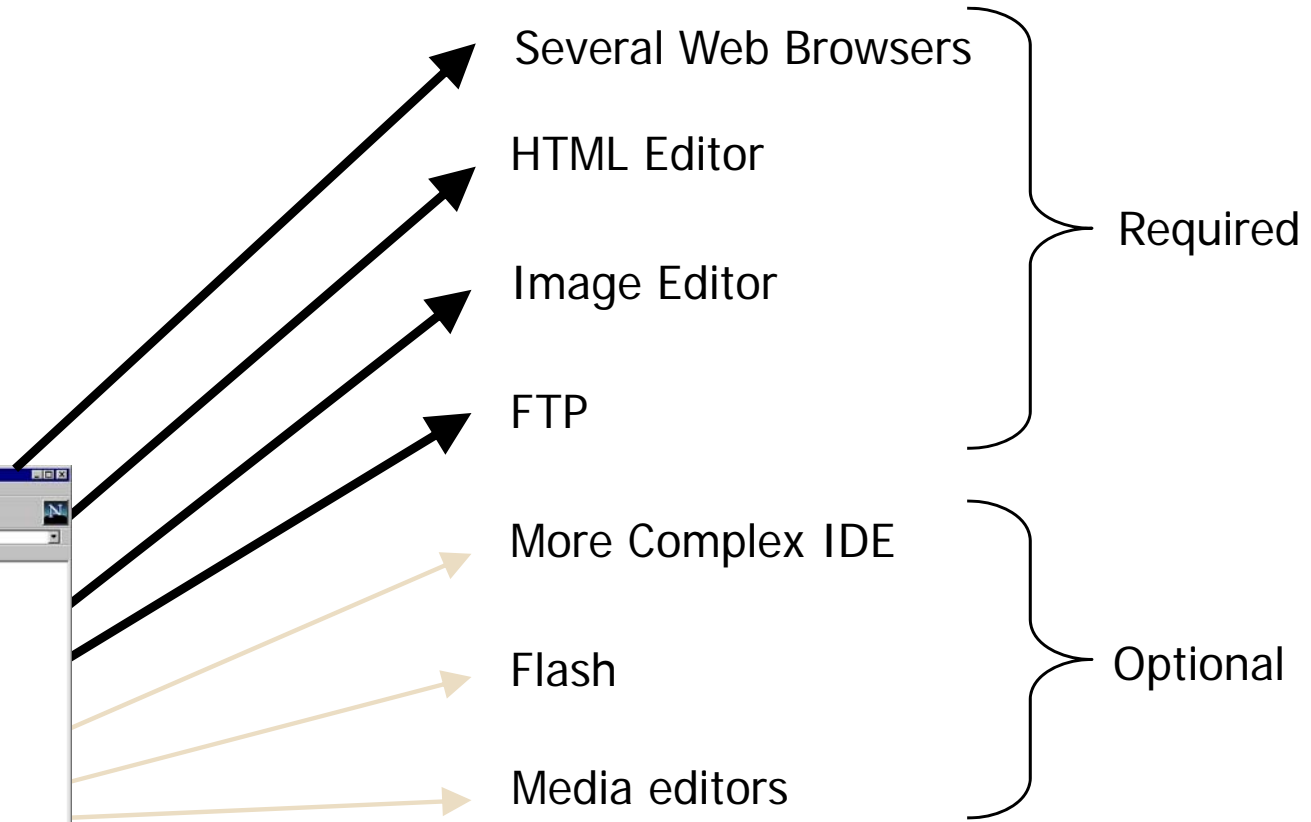 Several Web Browsers
HTML Editor
Required
Image Editor
FTP
N
More Complex IDE
Flash
Optional
Media editors